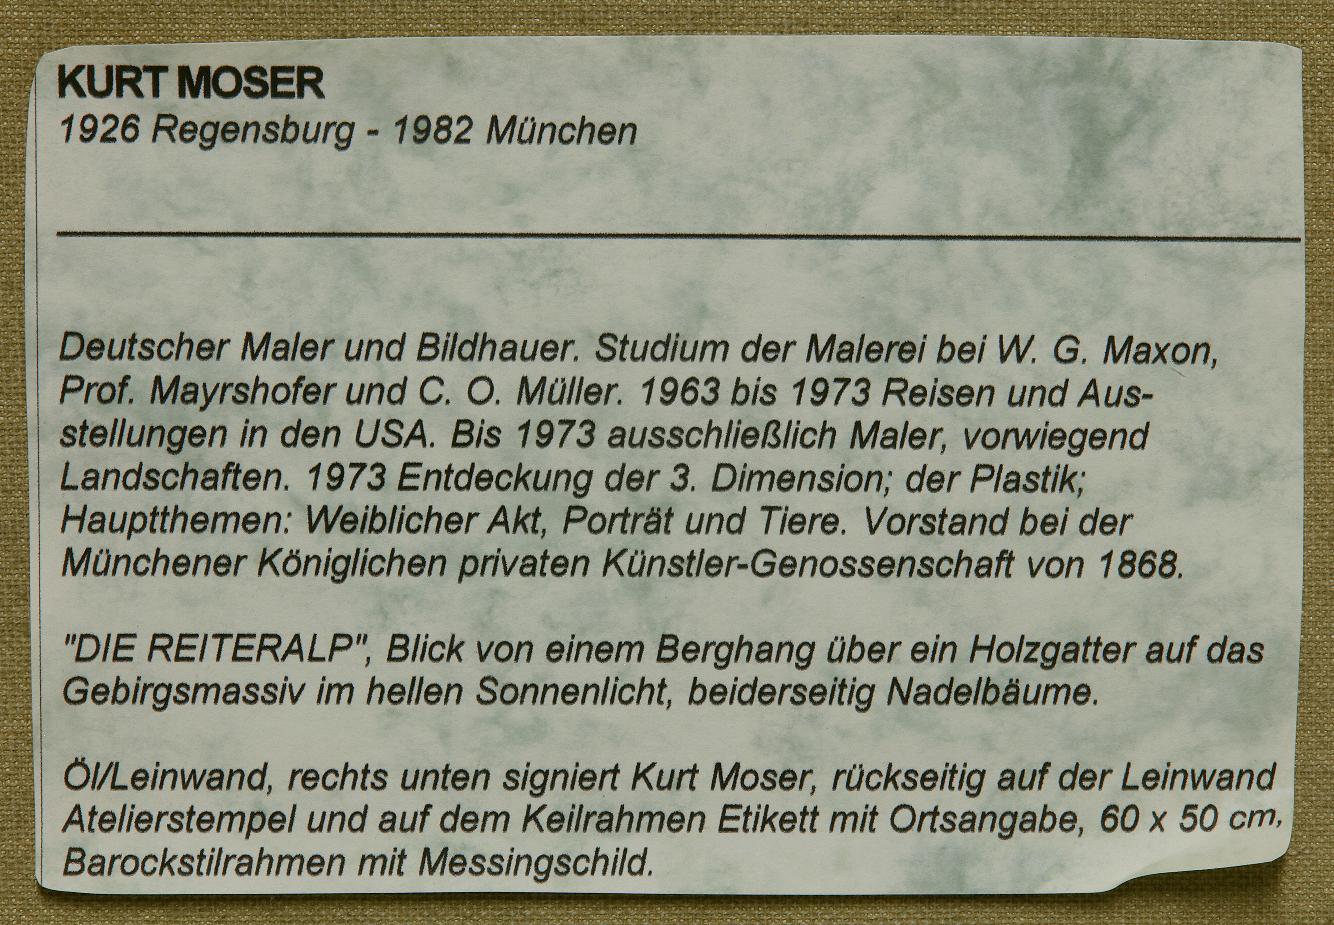 KURT MOSER
1926 Regensburg - 1982 München
Deutscher Maler und Bildhauer. Studium der Malerei bei W. G. Maxon,
Prof. Mayrshofer und C. O. Müller. 1963 bis 1973 Reisen und Aus-
stellungen in den USA. Bis 1973 ausschließlich Maler, vorwiegend
Landschaften. 1973 Entdeckung der 3. Dimension; der Plastik;
Hauptthemen: Weiblicher Akt, Porträt und Tiere. Vorstand bei der
Münchener Königlichen privaten Künstler-Genossenschaft von 1868.
"DIE REITERALP", Blick von einem Berghang über ein Holzgatter auf das
Gebirgsmassiv im hellen Sonnenlicht, beiderseitig Nadelbäume.
Öl/Leinwand, rechts unten signiert Kurt Moser, rückseitig auf der Leinwand
Atelierstempel und auf dem Keilrahmen Etikett mit Ortsangabe, 60 x 50 cm,
Barockstilrahmen mit Messingschild.